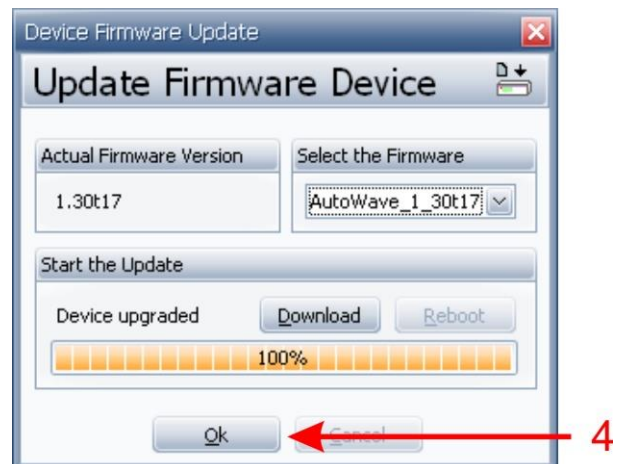 Device Firmware Update
Update Firmware Device
Actual Firmware Version
Select the Firmware
1.30t17
AutoWave_1_30t17
Start the Update
Device upgraded
Download
Reboot
100%
Ok
Cancel
4